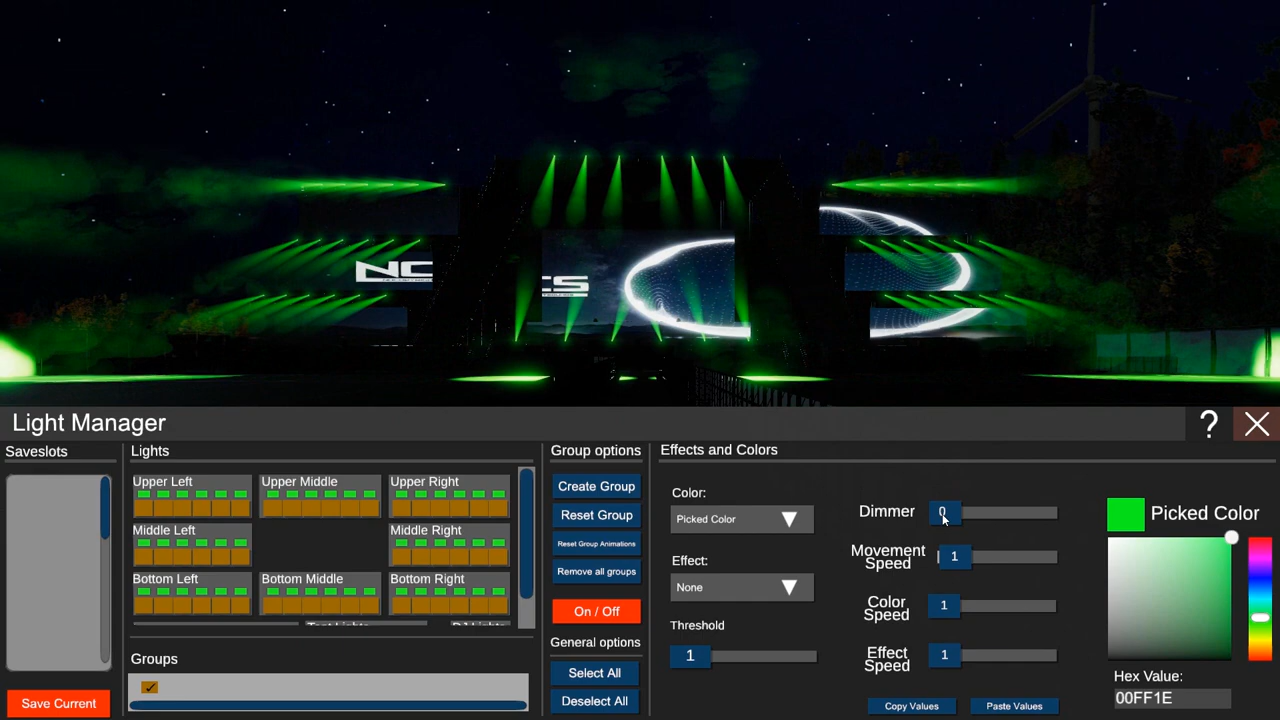 NC
CS
Light Manager
?
Saveslots
Lights
Group options
Effects and Colors
Upper Left
Upper Middle
Upper Right
Middle Left
Middle Right
Bottom Left
Bottom Middle
Bottom Right
Groups
Save Current
Create Group
Reset Group
Reset Group Animations
Remove all groups
On / Off
General options
Select All
Deselect All
Color:
Picked Color
Effect:
None
Threshold
1
Dimmer
0
Movement
Speed
1
Color
Speed
1
Effect
Speed
1
Copy Values
Paste Values
Picked Color
Hex Value:
00FF1E